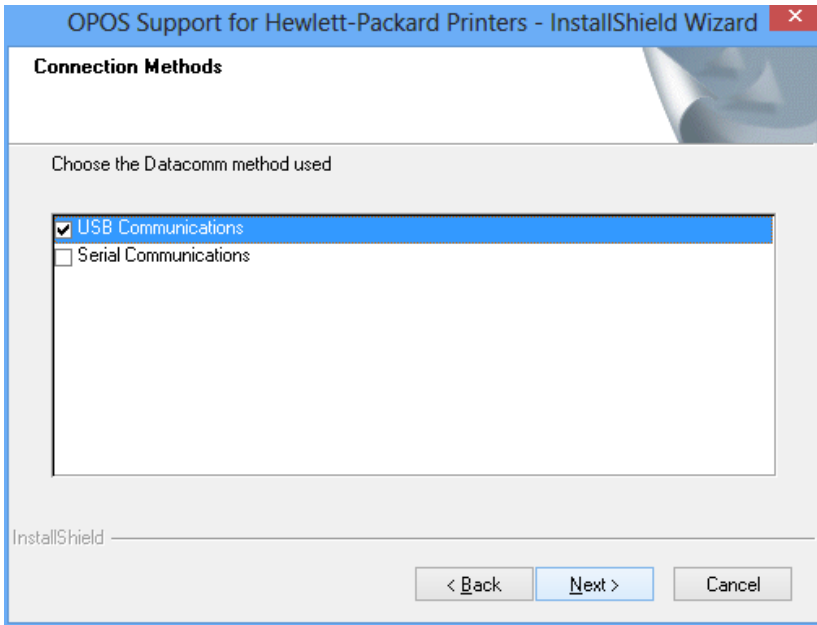 OPOS Support for Hewlett-Packard Printers - InstallShield Wizard
Connection Methods
Choose the Datacomm method used
USB Communications
Serial Communications
InstallShield
< Back Next > Cancel